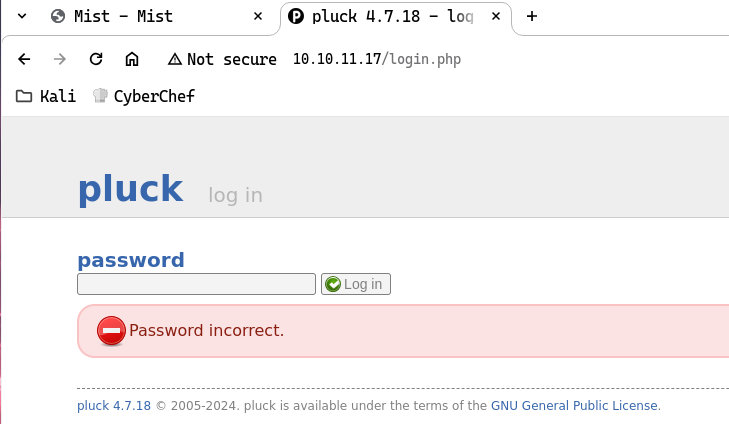 Mist – Mist
pluck 4.7.18 – log
Not secure 10.10.11.17/login.php
Kali CyberChef
pluck log in
password
Log in
Password incorrect.
pluck 4.7.18 © 2005-2024. pluck is available under the terms of the GNU General Public License.